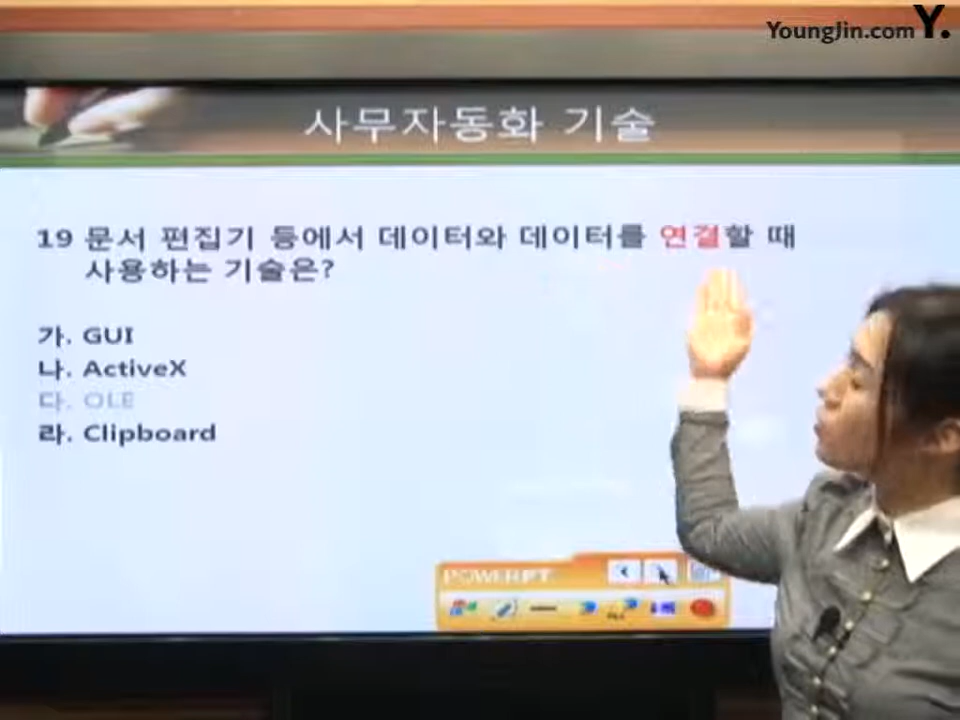 YoungJin.com Y.
사무자동화 기술
19 문서 편집기 등에서 데이터와 데이터를 연결할 때
사용하는 기술은?
가. GUI
나. ActiveX
다. OLE
라. Clipboard
POWERPT